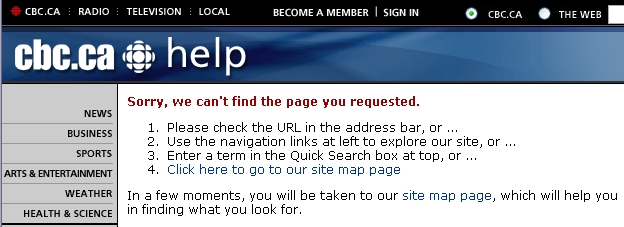 CBC.CA RADIO TELEVISION LOCAL BECOME A MEMBER | SIGN IN CBC.CA THE WEB
cbc.ca help
Sorry, we can't find the page you requested.
NEWS
BUSINESS
SPORTS
ARTS & ENTERTAINMENT
WEATHER
HEALTH & SCIENCE
1. Please check the URL in the address bar, or ...
2. Use the navigation links at left to explore our site, or ...
3. Enter a term in the Quick Search box at top, or ...
4. Click here to go to our site map page
In a few moments, you will be taken to our site map page, which will help you
in finding what you look for.